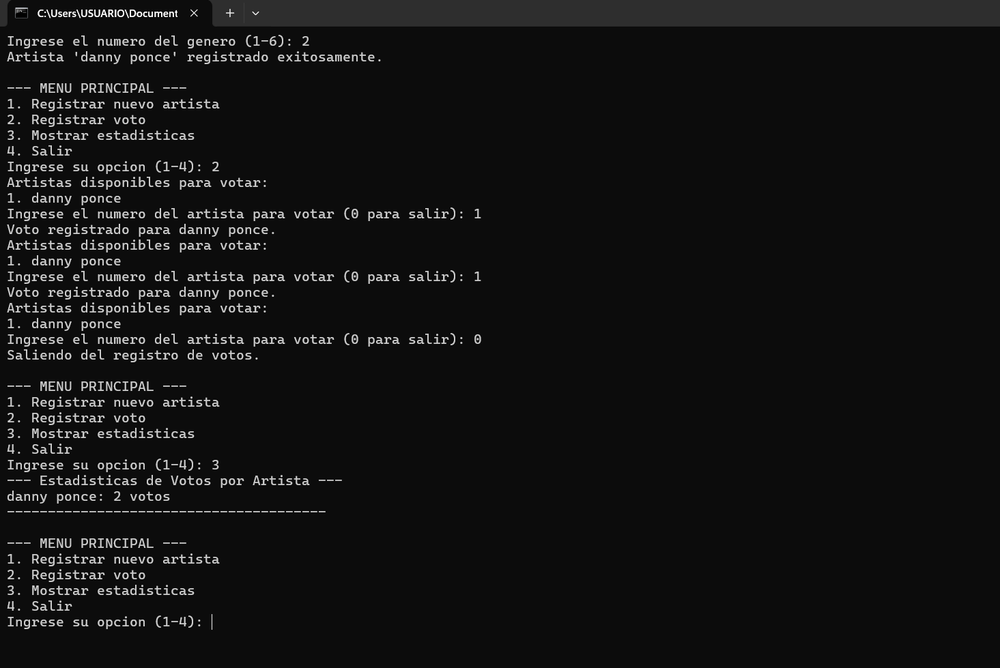 C:\Users\USUARIO\Document
Ingrese el numero del genero (1-6): 2
Artista 'danny ponce' registrado exitosamente.
--- MENU PRINCIPAL ---
1. Registrar nuevo artista
2. Registrar voto
3. Mostrar estadisticas
4. Salir
Ingrese su opcion (1-4): 2
Artistas disponibles para votar:
1. danny ponce
Ingrese el numero del artista para votar (0 para salir): 1
Voto registrado para danny ponce.
Artistas disponibles para votar:
1. danny ponce
Ingrese el numero del artista para votar (0 para salir): 1
Voto registrado para danny ponce.
Artistas disponibles para votar:
1. danny ponce
Ingrese el numero del artista para votar (0 para salir): 0
Saliendo del registro de votos.
--- MENU PRINCIPAL ---
1. Registrar nuevo artista
2. Registrar voto
3. Mostrar estadisticas
4. Salir
Ingrese su opcion (1-4): 3
--- Estadisticas de Votos por Artista ---
danny ponce: 2 votos
---------------------------------------
--- MENU PRINCIPAL ---
1. Registrar nuevo artista
2. Registrar voto
3. Mostrar estadisticas
4. Salir
Ingrese su opcion (1-4):